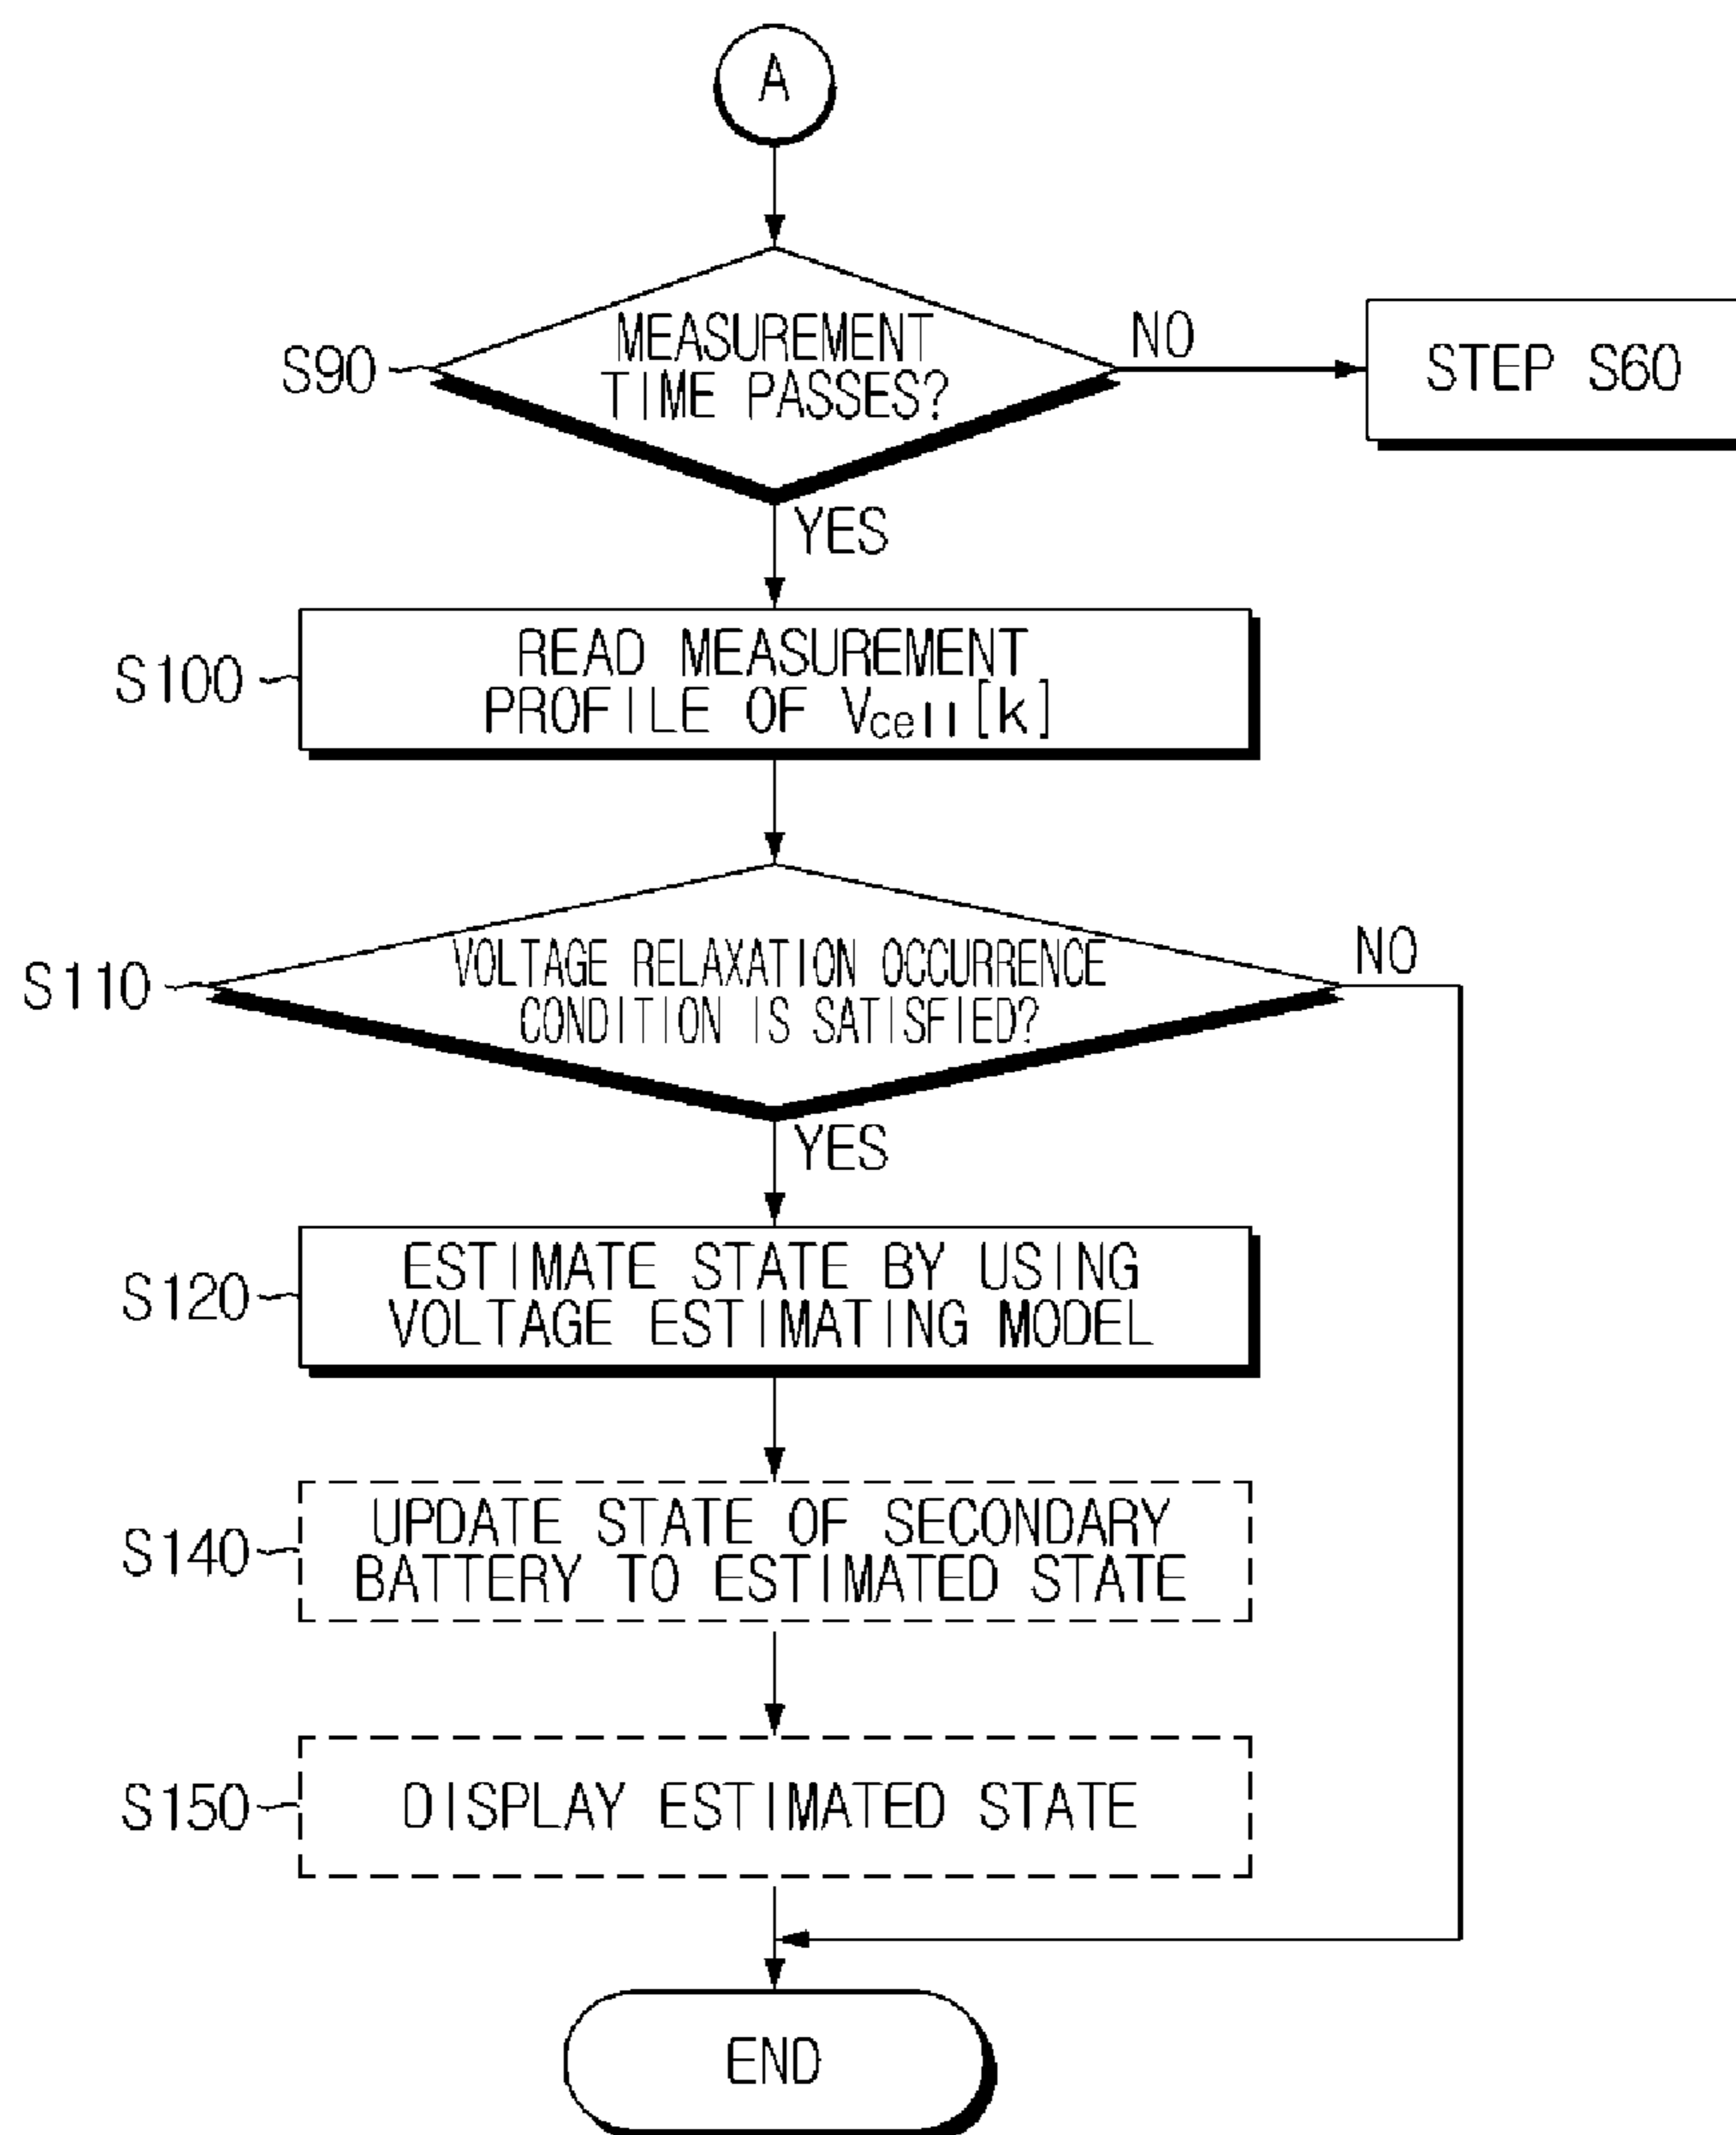 A
MEASUREMENT
TIME PASSES?
S90
NO
STEP S60
YES
READ MEASUREMENT
PROFILE OF Vcell[k]
S100
VOLTAGE RELAXATION OCCURRENCE
CONDITION IS SATISFIED?
S110
NO
YES
ESTIMATE STATE BY USING
VOLTAGE ESTIMATING MODEL
S120
UPDATE STATE OF SECONDARY
BATTERY TO ESTIMATED STATE
S140
DISPLAY ESTIMATED STATE
S150
END